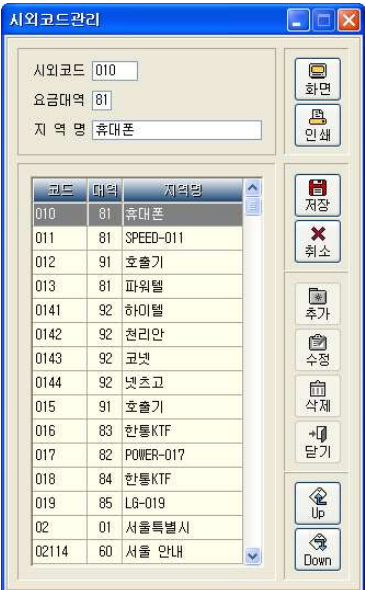 시외코드관리
시외코드 010
요금대역 81
지 역 명 휴대폰
화면
인쇄
코드 대역 지역명
010 81 휴대폰
011 81 SPEED-011
012 91 호출기
013 81 파워텔
0141 92 하이텔
0142 92 천리안
0143 92 코넷
0144 92 넷츠고
015 91 호출기
016 83 한통KTF
017 82 POWER-017
018 84 한통KTF
019 85 LG-019
02 01 서울특별시
02114 60 서울 안내
저장
취소
추가
수정
삭제
닫기
Up
Down